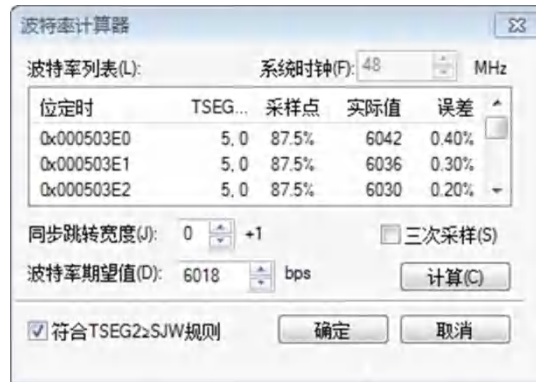 波特率计算器
波特率列表(L): 系统时钟(F): 48 MHz
位定时 TSEG... 采样点 实际值 误差
0x000503E0 5, 0 87.5% 6042 0.40%
0x000503E1 5, 0 87.5% 6036 0.30%
0x000503E2 5, 0 87.5% 6030 0.20%
同步跳转宽度(J): 0 +1 三次采样(S)
波特率期望值(D): 6018 bps 计算(C)
符合TSEG2≥SJW规则 确定 取消